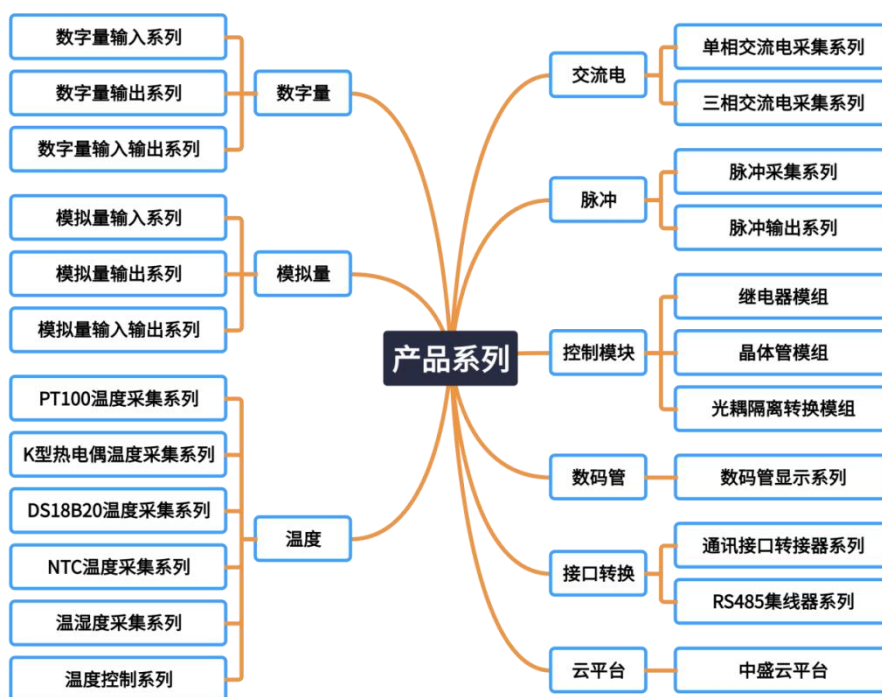 产品系列
数字量
数字量输入系列
数字量输出系列
数字量输入输出系列
模拟量
模拟量输入系列
模拟量输出系列
模拟量输入输出系列
温度
PT100温度采集系列
K型热电偶温度采集系列
DS18B20温度采集系列
NTC温度采集系列
温湿度采集系列
温度控制系列
交流电
单相交流电采集系列
三相交流电采集系列
脉冲
脉冲采集系列
脉冲输出系列
控制模块
继电器模组
晶体管模组
光耦隔离转换模组
数码管
数码管显示系列
接口转换
通讯接口转接器系列
RS485集线器系列
云平台
中盛云平台